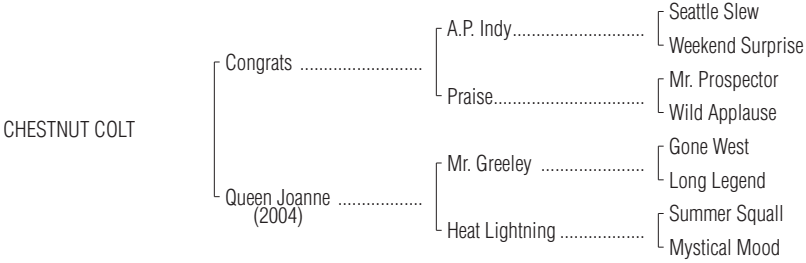 Seattle Slew
A.P. Indy..............................
Weekend Surprise
Congrats ..........................
Mr. Prospector
Praise................................
Wild Applause
CHESTNUT COLT
Gone West
Mr. Greeley ......................
Long Legend
Queen Joanne ..................
(2004)
Summer Squall
Heat Lightning ..................
Mystical Mood